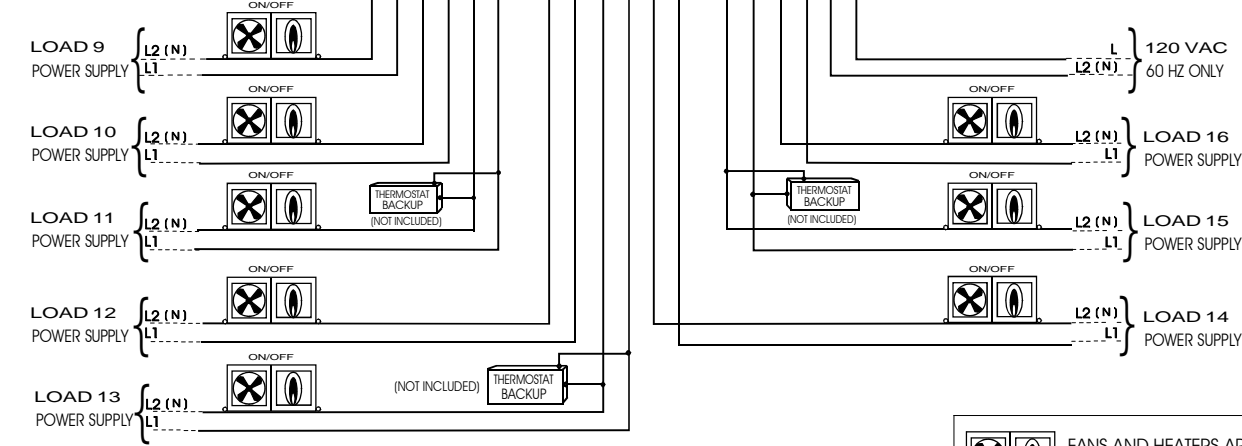 ON/OFF
LOAD 9
L2 (N)
POWER SUPPLY
L1
ON/OFF
LOAD 10
L2 (N)
POWER SUPPLY
L1
ON/OFF
THERMOSTAT
BACKUP
(NOT INCLUDED)
LOAD 11
L2 (N)
POWER SUPPLY
L1
ON/OFF
LOAD 12
L2 (N)
POWER SUPPLY
L1
ON/OFF
(NOT INCLUDED)
THERMOSTAT
BACKUP
LOAD 13
L2 (N)
POWER SUPPLY
L1
L
120 VAC
L2 (N)
60 HZ ONLY
ON/OFF
L2 (N)
LOAD 16
L1
POWER SUPPLY
THERMOSTAT
BACKUP
(NOT INCLUDED)
ON/OFF
L2 (N)
LOAD 15
L1
POWER SUPPLY
ON/OFF
L2 (N)
LOAD 14
L1
POWER SUPPLY
FANS AND HEATERS